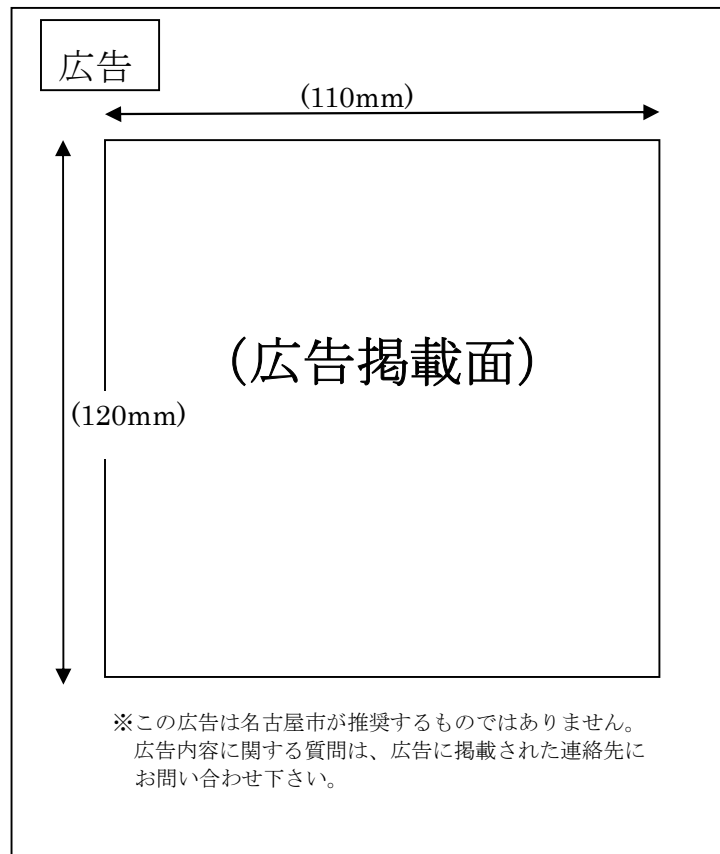 広告
(110mm)
(広告掲載面)
(120mm)
※この広告は名古屋市が推奨するものではありません。
広告内容に関する質問は、広告に掲載された連絡先に
お問い合わせ下さい。